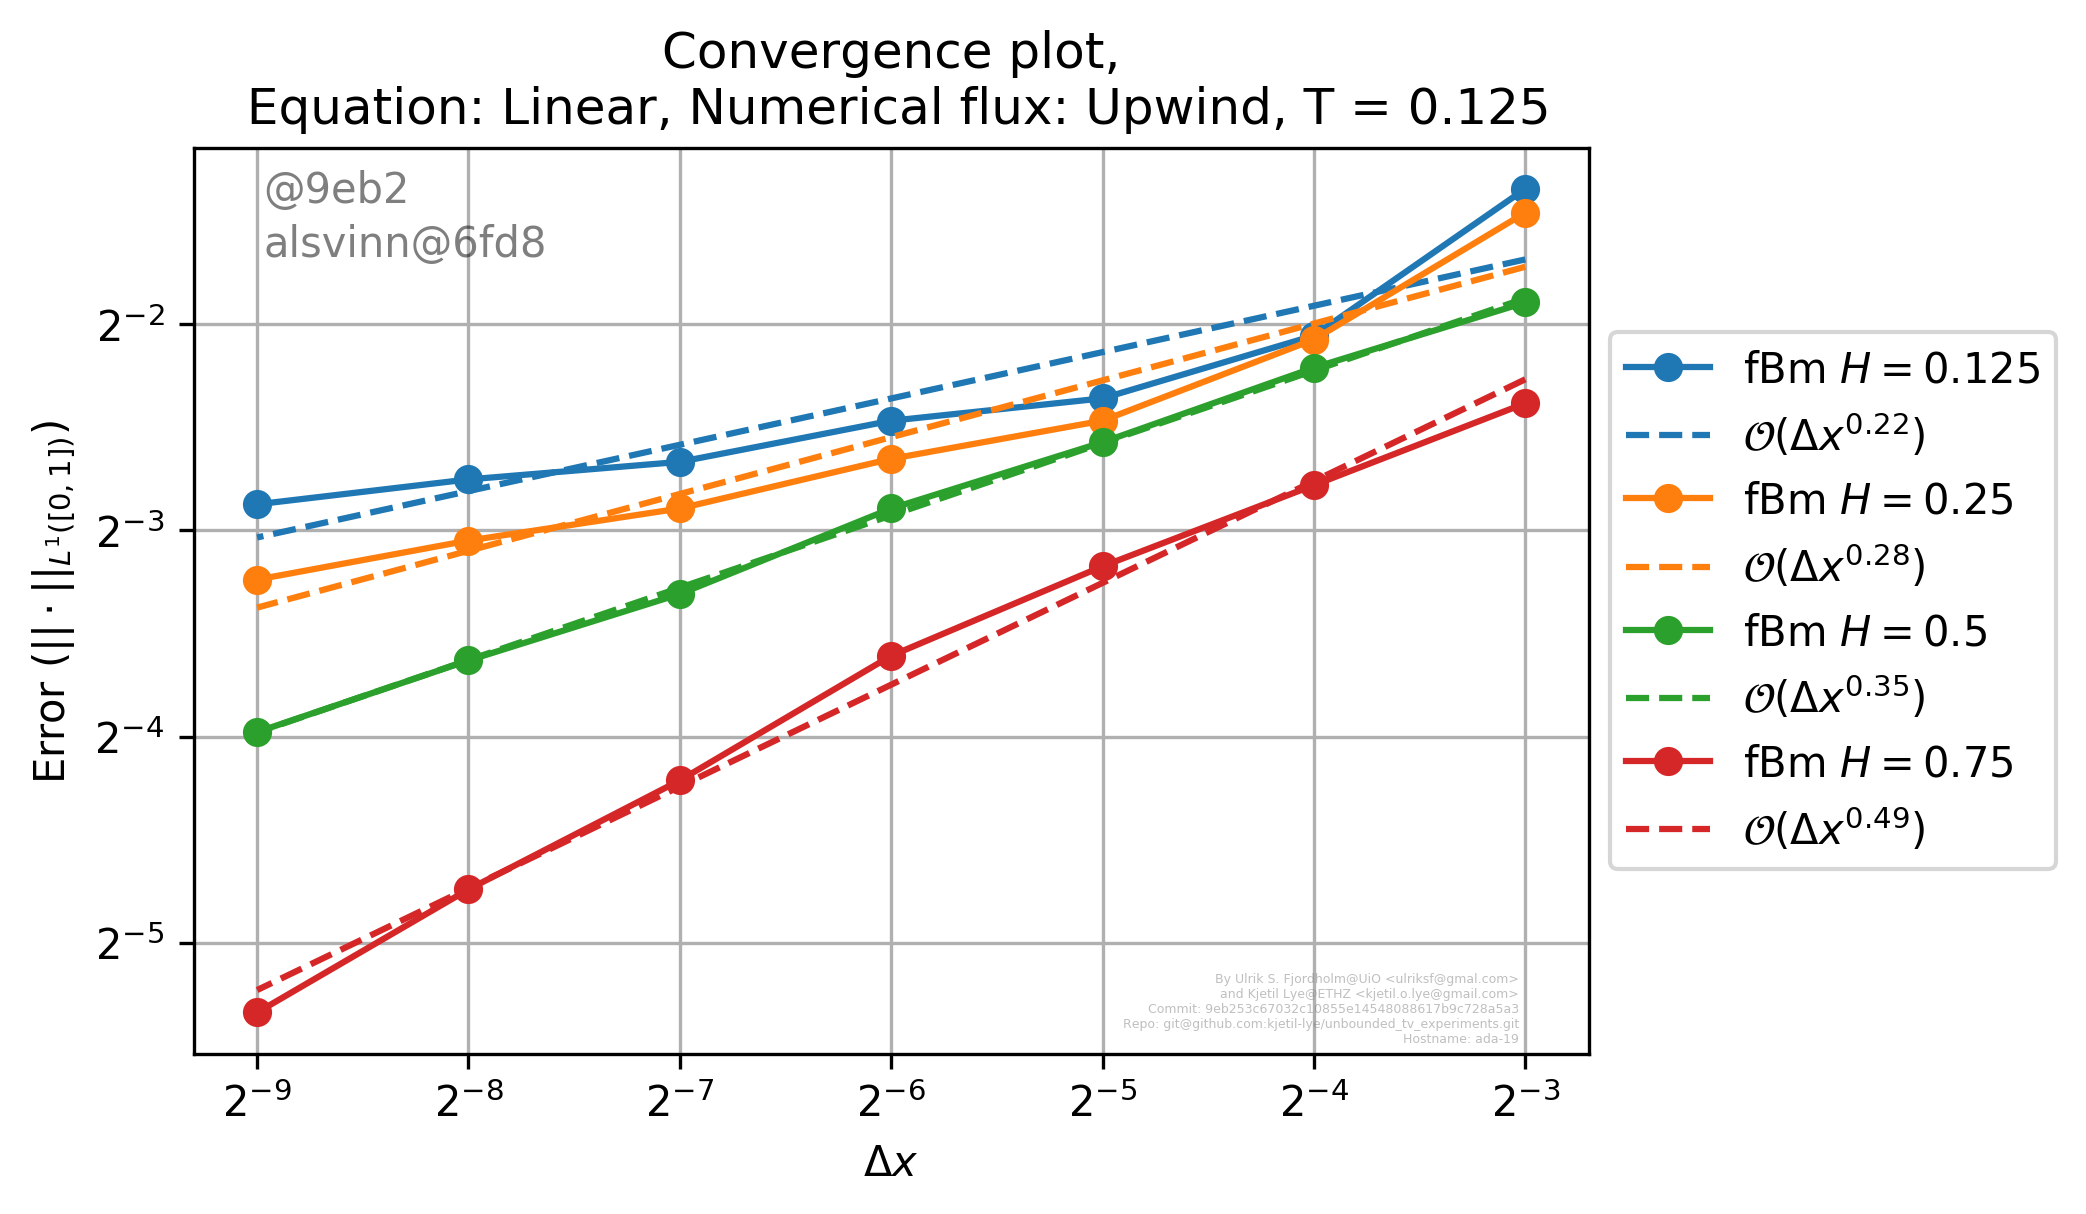 Convergence plot,
Equation: Linear, Numerical flux: Upwind, T = 0.125
@9eb2
alsvinn@6fd8
2⁻²
2⁻³
2⁻⁴
2⁻⁵
Error (|| · ||_{L¹([0, 1])})
2⁻⁹ 2⁻⁸ 2⁻⁷ 2⁻⁶ 2⁻⁵ 2⁻⁴ 2⁻³
Δx
fBm H = 0.125
𝒪(Δx^{0.22})
fBm H = 0.25
𝒪(Δx^{0.28})
fBm H = 0.5
𝒪(Δx^{0.35})
fBm H = 0.75
𝒪(Δx^{0.49})
By Ulrik S. Fjordholm@UiO <ulriksf@gmal.com>
and Kjetil Lye@ETHZ <kjetil.o.lye@gmail.com>
Commit: 9eb253c67032c10855e14548088617b9c728a5a3
Repo: git@github.com:kjetil-lye/unbounded_tv_experiments.git
Hostname: ada-19